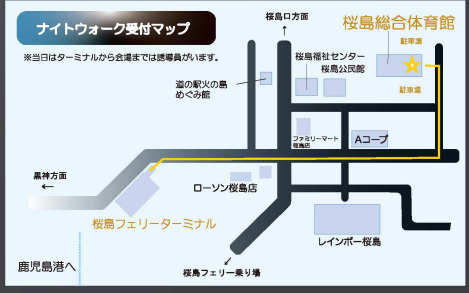 ナイトウォーク受付マップ
※当日はターミナルから会場までは誘導員がいます。
桜島口方面
↑
桜島総合体育館
駐車場
駐車場
桜島福祉センター
桜島公民館
道の駅火の島
めぐみ館
ファミリーマート
桜島店
Aコープ
黒神方面
←
ローソン桜島店
桜島フェリーターミナル
レインボー桜島
鹿児島港へ
↙
桜島フェリー乗り場